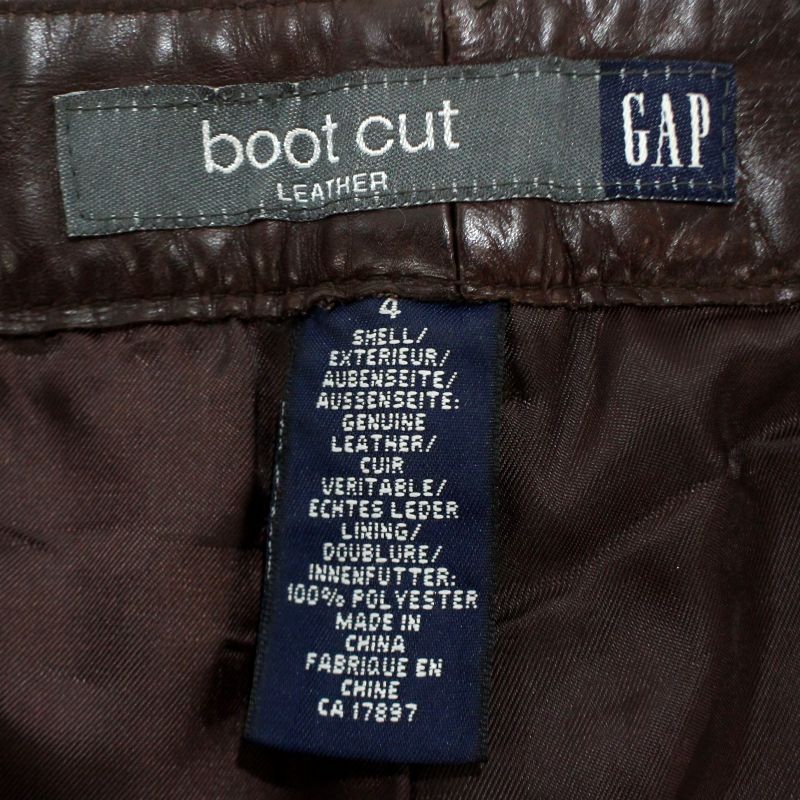 boot cut
LEATHER
GAP
4
SHELL/
EXTERIEUR/
AUBENSEITE/
AUSSENSEITE:
GENUINE
LEATHER/
CUIR
VERITABLE/
ECHTES LEDER
LINING/
DOUBLURE/
INNENFUTTER:
100% POLYESTER
MADE IN
CHINA
FABRIQUE EN
CHINE
CA 17897